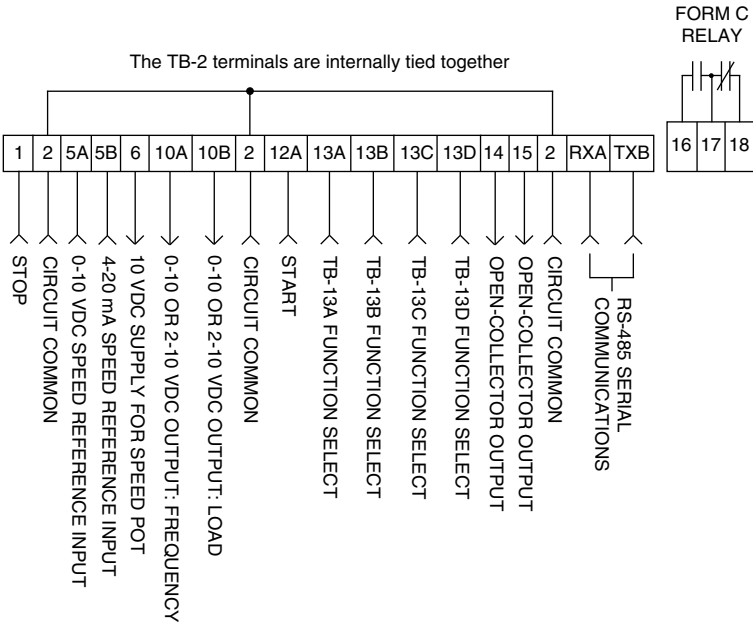 FORM C
RELAY
The TB-2 terminals are internally tied together
1 2 5A 5B 6 10A 10B 2 12A 13A 13B 13C 13D 14 15 2 RXA TXB
16 17 18
STOP
CIRCUIT COMMON
0-10 VDC SPEED REFERENCE INPUT
4-20 mA SPEED REFERENCE INPUT
10 VDC SUPPLY FOR SPEED POT
0-10 OR 2-10 VDC OUTPUT: FREQUENCY
0-10 OR 2-10 VDC OUTPUT: LOAD
CIRCUIT COMMON
START
TB-13A FUNCTION SELECT
TB-13B FUNCTION SELECT
TB-13C FUNCTION SELECT
TB-13D FUNCTION SELECT
OPEN-COLLECTOR OUTPUT
OPEN-COLLECTOR OUTPUT
CIRCUIT COMMON
RS-485 SERIAL
COMMUNICATIONS